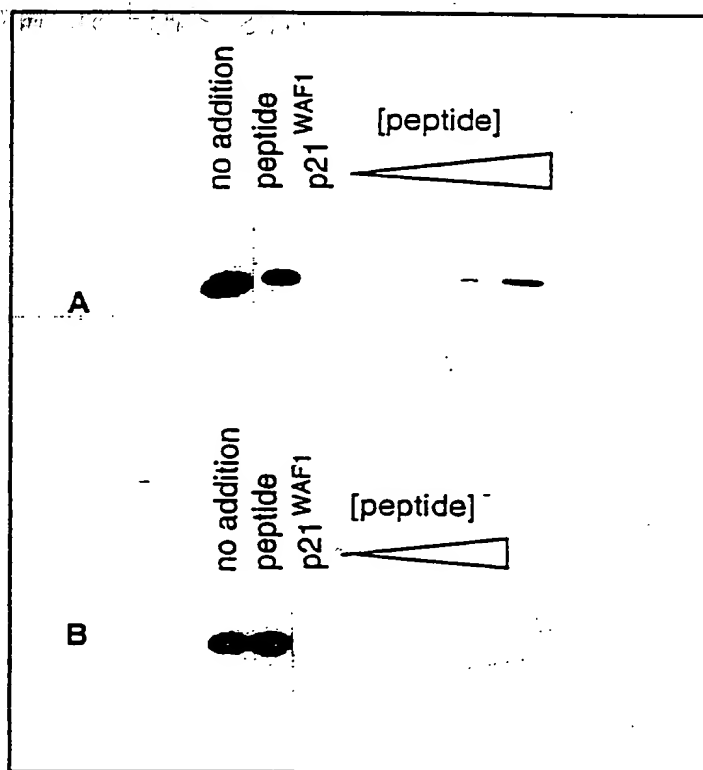 no addition
peptide
p21 WAF1
[peptide]
A
no addition
peptide
p21 WAF1
[peptide]
B